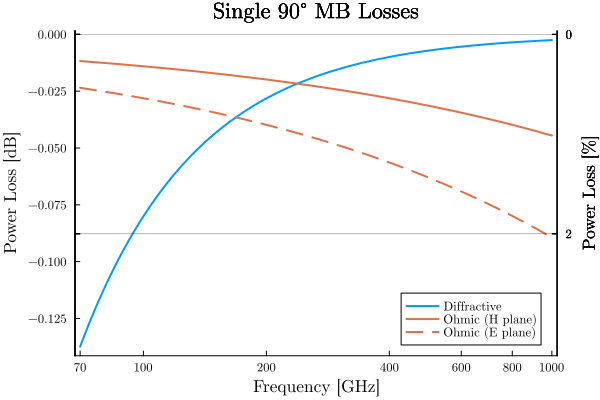 Single 90° MB Losses
0.000
−0.025
−0.050
−0.075
−0.100
−0.125
Power Loss [dB]
0
2
Power Loss [%]
Diffractive
Ohmic (H plane)
Ohmic (E plane)
70 100 200 400 600 800 1000
Frequency [GHz]